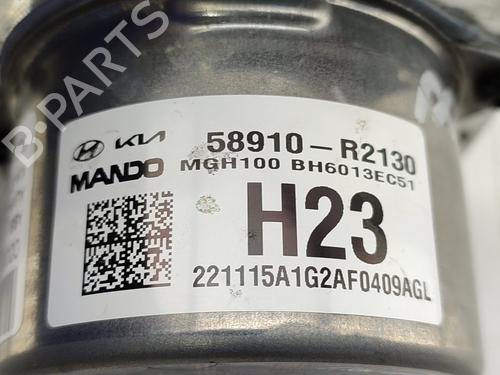 B-PARTS
KIA 58910-R2130
MANDO MGH100 BH6013EC51
H23
221115A1G2AF0409AGL